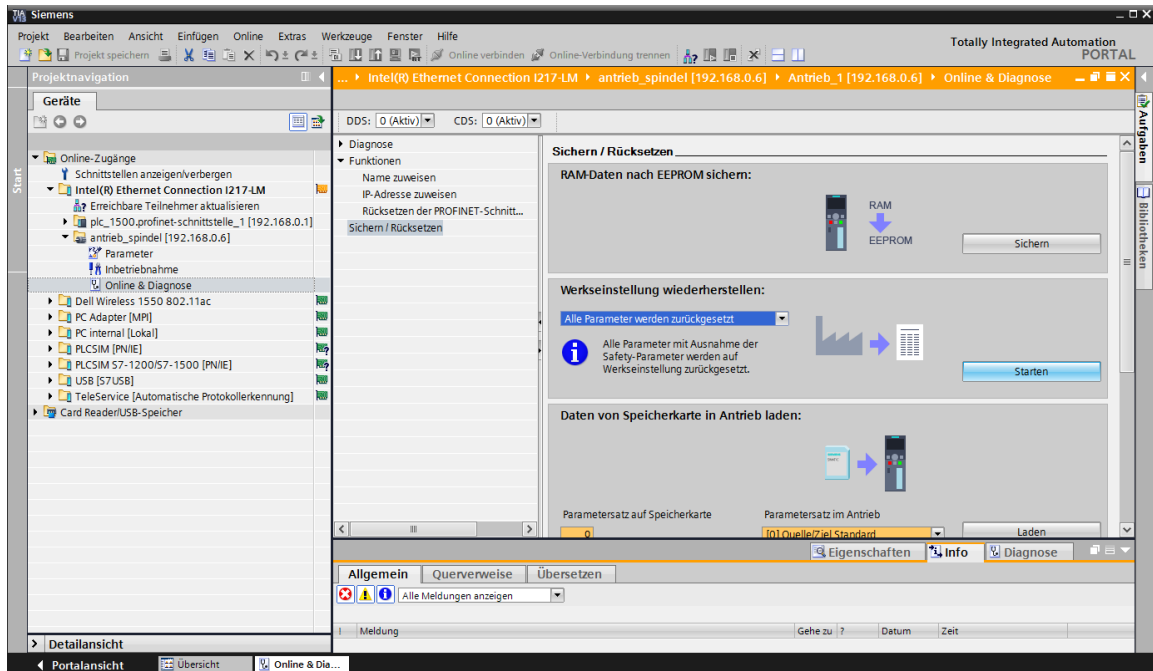 Siemens
Projekt Bearbeiten Ansicht Einfügen Online Extras Werkzeuge Fenster Hilfe
Totally Integrated Automation
PORTAL
Projekt speichern Online verbinden Online-Verbindung trennen
Projektnavigation
... Intel(R) Ethernet Connection I217-LM antrieb_spindel [192.168.0.6] Antrieb_1 [192.168.0.6] Online & Diagnose
Geräte
DDS: 0 (Aktiv) CDS: 0 (Aktiv)
Start
Online-Zugänge
Schnittstellen anzeigen/verbergen
Intel(R) Ethernet Connection I217-LM
Erreichbare Teilnehmer aktualisieren
plc_1500.profinet-schnittstelle_1 [192.168.0.1]
antrieb_spindel [192.168.0.6]
Parameter
Inbetriebnahme
Online & Diagnose
Dell Wireless 1550 802.11ac
PC Adapter [MPI]
PC internal [Lokal]
PLCSIM [PN/IE]
PLCSIM S7-1200/S7-1500 [PN/IE]
USB [S7USB]
TeleService [Automatische Protokollerkennung]
Card Reader/USB-Speicher
Diagnose
Funktionen
Name zuweisen
IP-Adresse zuweisen
Rücksetzen der PROFINET-Schnitt...
Sichern / Rücksetzen
Sichern / Rücksetzen
RAM-Daten nach EEPROM sichern:
RAM
EEPROM
Sichern
Werkseinstellung wiederherstellen:
Alle Parameter werden zurückgesetzt
Alle Parameter mit Ausnahme der
Safety-Parameter werden auf
Werkseinstellung zurückgesetzt.
Starten
Daten von Speicherkarte in Antrieb laden:
Parametersatz auf Speicherkarte Parametersatz im Antrieb
0 [0] Quelle/Ziel Standard Laden
Aufgaben
Bibliotheken
Eigenschaften Info Diagnose
Allgemein Querverweise Übersetzen
Alle Meldungen anzeigen
! Meldung Gehe zu ? Datum Zeit
Detailansicht
Portalansicht Übersicht Online & Dia...